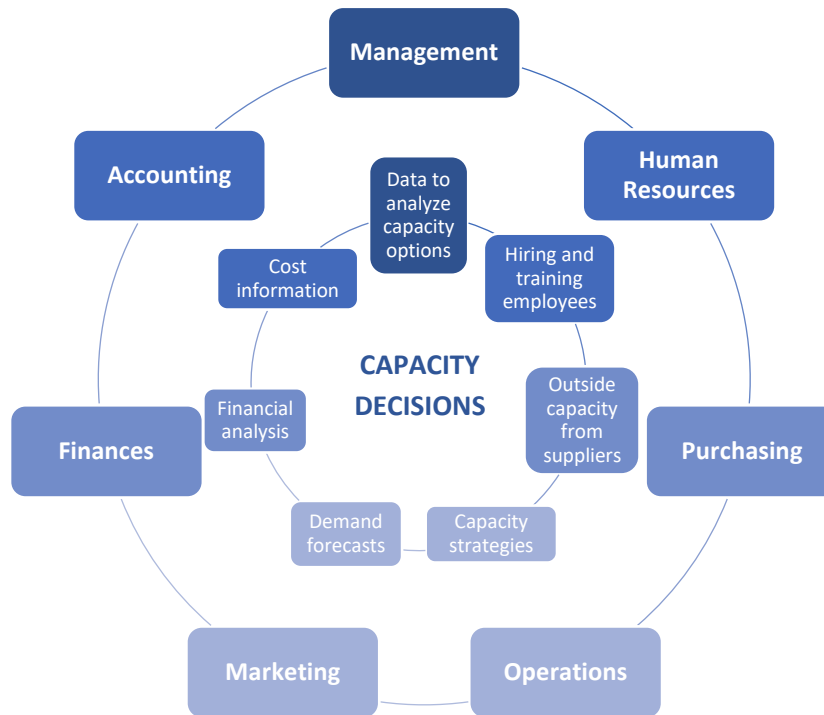 Management
Accounting
Human
Resources
Data to
analyze
capacity
options
Cost
information
Hiring and
training
employees
CAPACITY
DECISIONS
Financial
analysis
Outside
capacity
from
suppliers
Finances
Purchasing
Demand
forecasts
Capacity
strategies
Marketing
Operations